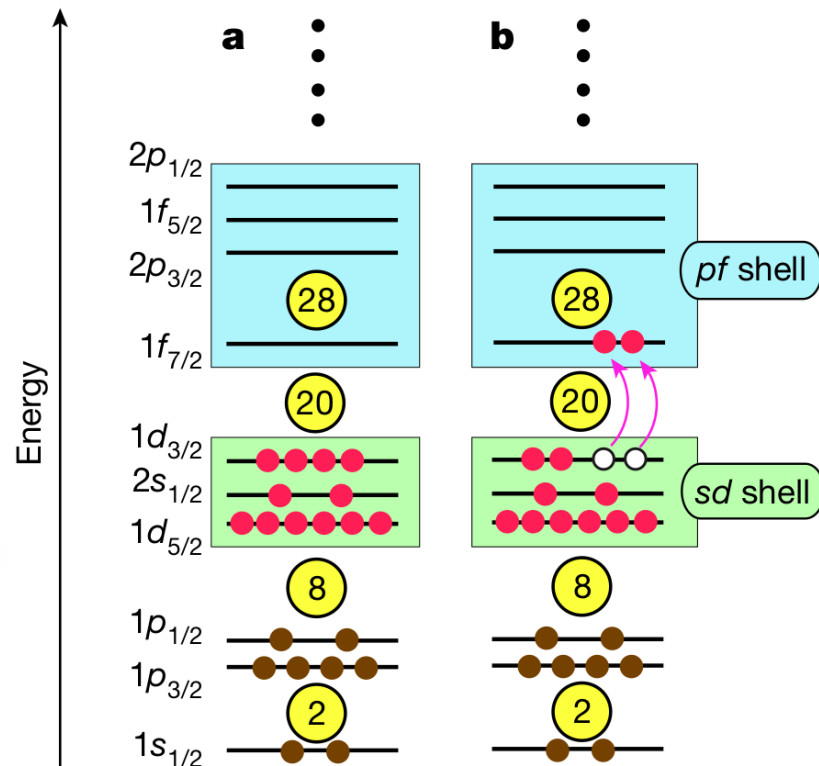 a
b
2p1/2
1f5/2
2p3/2
28
28
pf shell
1f7/2
20
20
Energy
1d3/2
2s1/2
sd shell
1d5/2
8
8
1p1/2
1p3/2
2
2
1s1/2